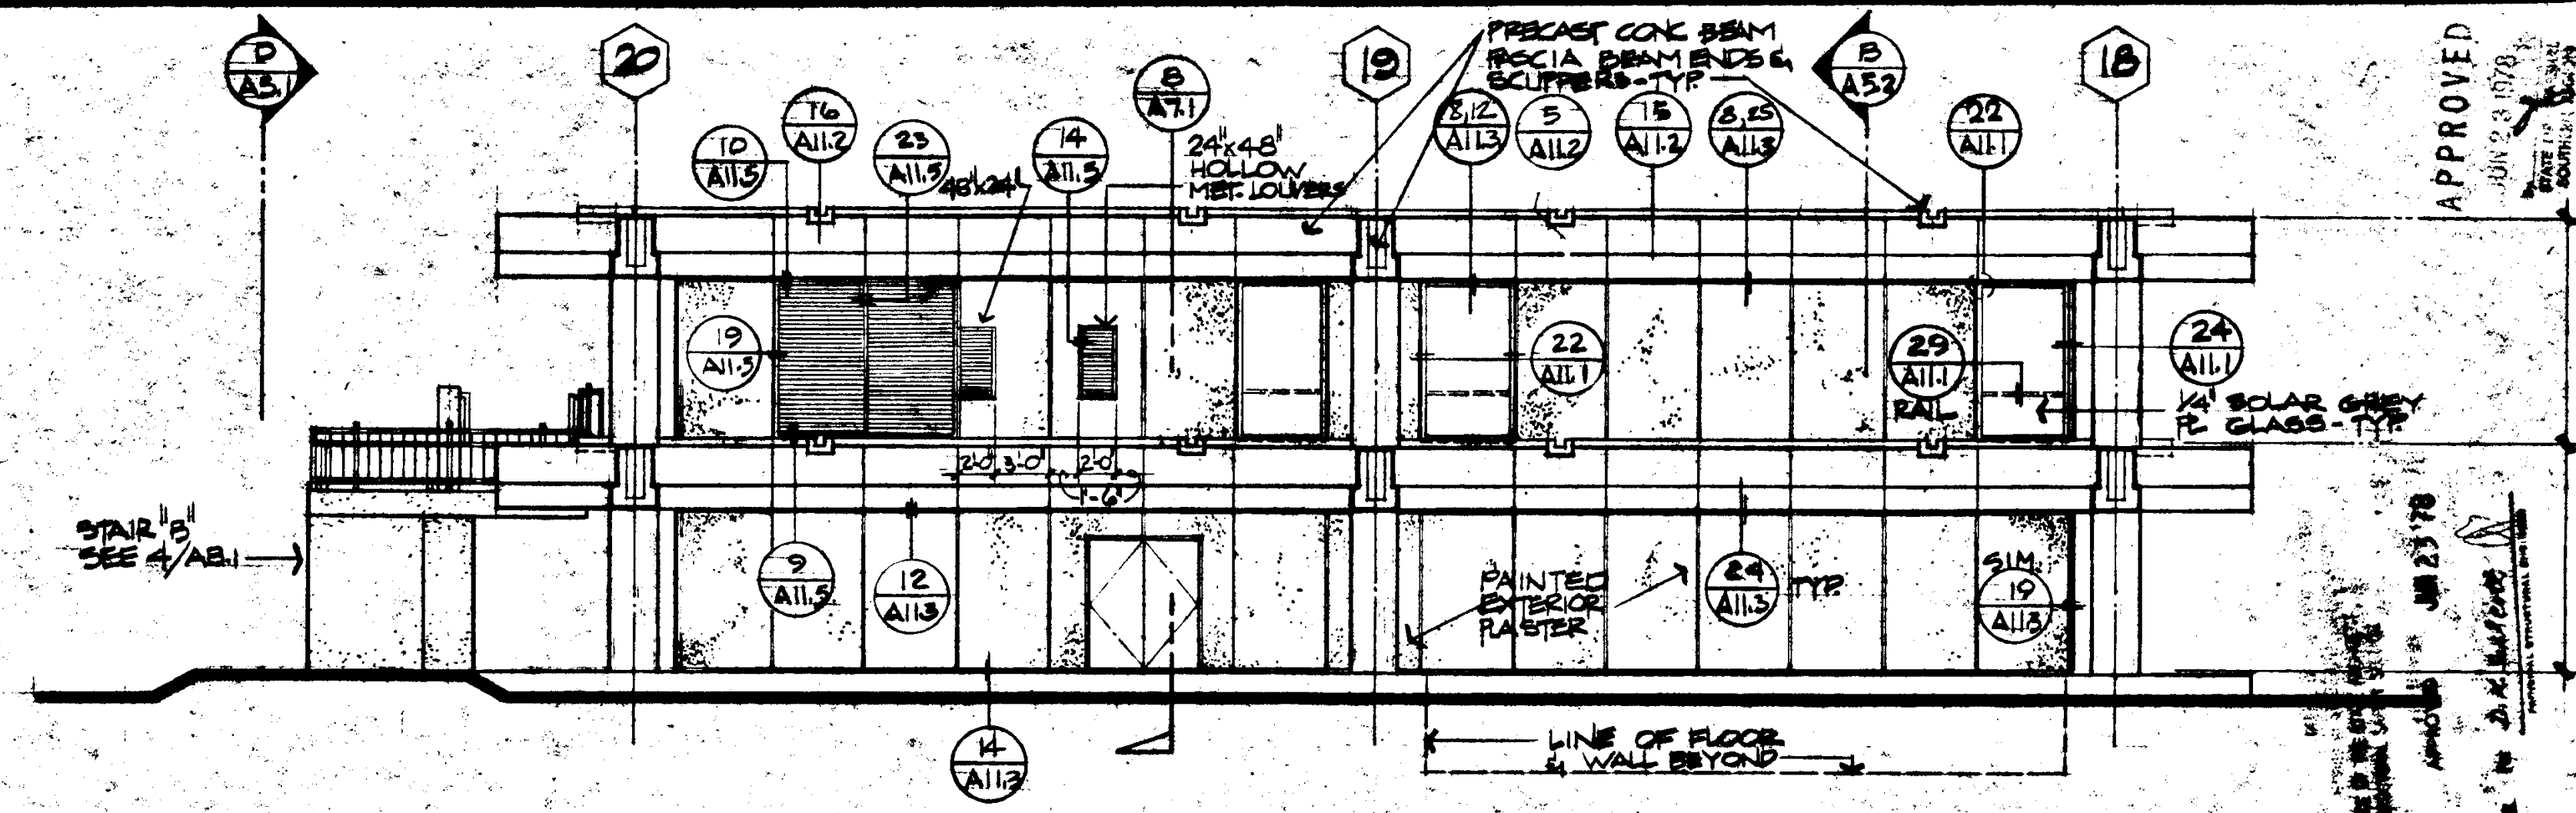 D
A5.1
20
19
PRECAST CONC BEAM
FASCIA BEAM ENDS &
SCUPPERS - TYP.
B
A5.2
18
APPROVED
JUN 23 1978
10
A11.5
16
A11.2
23
A11.5
48"x24"
14
A11.5
8
A7.1
24"x48"
HOLLOW
MET. LOUVERS
8,12
A11.3
5
A11.2
15
A11.2
8,25
A11.3
22
A11.1
19
A11.5
22
A11.1
29
A11.1
RAIL
24
A11.1
1/4" SOLAR GREY
PL GLASS - TYP
2'-0"
3'-0"
2'-0"
1'-6"
STAIR "B"
SEE 4/A8.1
9
A11.5
12
A11.3
PAINTED
EXTERIOR
PLASTER
24
A11.3
TYP.
SIM.
19
A11.3
14
A11.3
LINE OF FLOOR
& WALL BEYOND
APPROVED JUN 23 '78